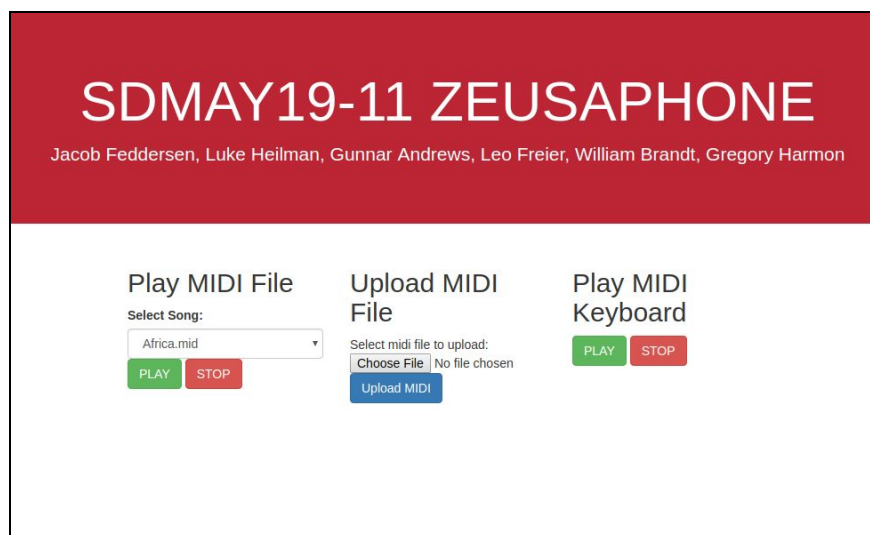 SDMAY19-11 ZEUSAPHONE
Jacob Feddersen, Luke Heilman, Gunnar Andrews, Leo Freier, William Brandt, Gregory Harmon
Play MIDI File
Select Song:
Africa.mid
PLAY STOP
Upload MIDI
File
Select midi file to upload:
Choose File No file chosen
Upload MIDI
Play MIDI
Keyboard
PLAY STOP